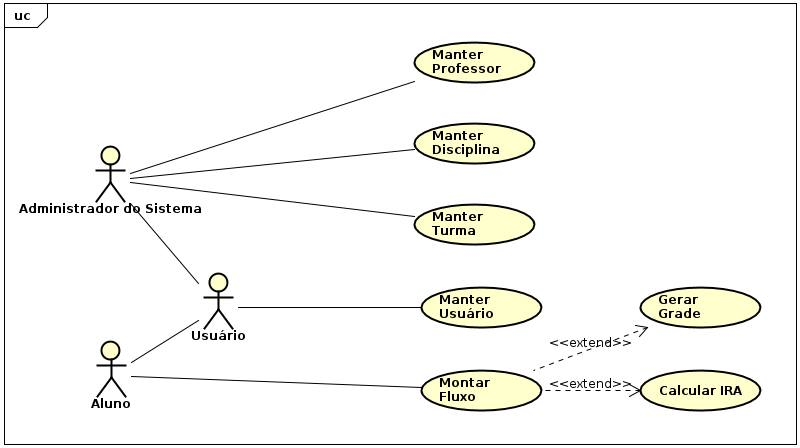 uc
Manter
Professor
Manter
Disciplina
Administrador do Sistema
Manter
Turma
Usuário
Manter
Usuário
Gerar
Grade
<<extend>>
Aluno
Montar
Fluxo
<<extend>>
Calcular IRA